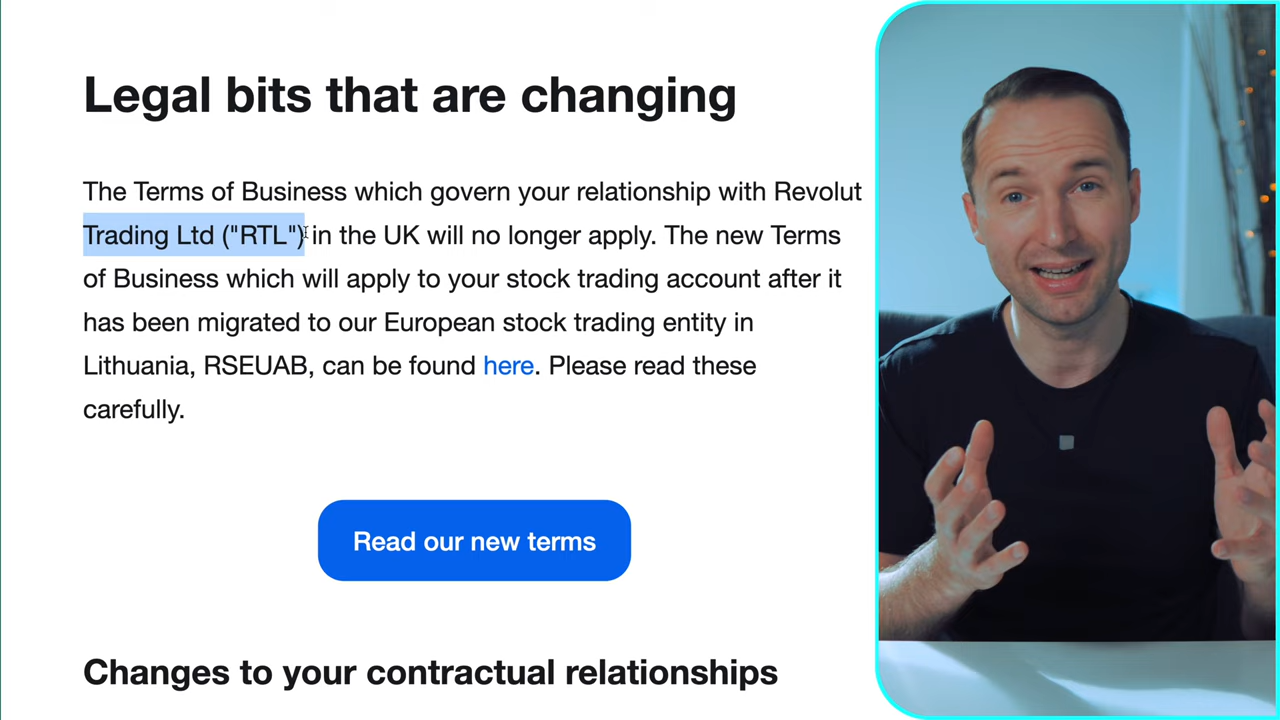 Legal bits that are changing
The Terms of Business which govern your relationship with Revolut
Trading Ltd ("RTL") in the UK will no longer apply. The new Terms
of Business which will apply to your stock trading account after it
has been migrated to our European stock trading entity in
Lithuania, RSEUAB, can be found here. Please read these
carefully.
Read our new terms
Changes to your contractual relationships